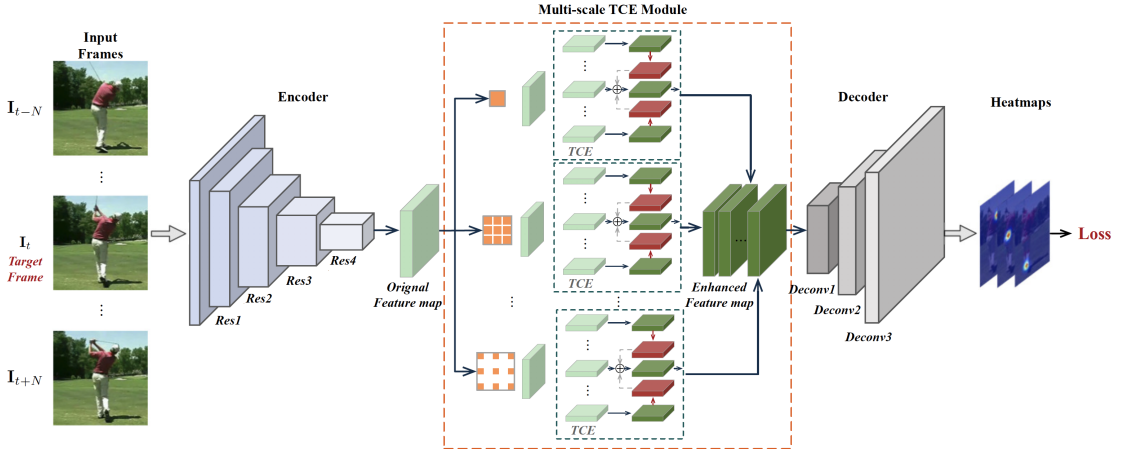 Multi-scale TCE Module
Input
Frames
I_{t−N}
⋮
I_t
Target
Frame
⋮
I_{t+N}
Encoder
Res1
Res2
Res3
Res4
Orignal
Feature map
TCE
TCE
TCE
...
Enhanced
Feature map
Decoder
Deconv1
Deconv2
Deconv3
Heatmaps
Loss